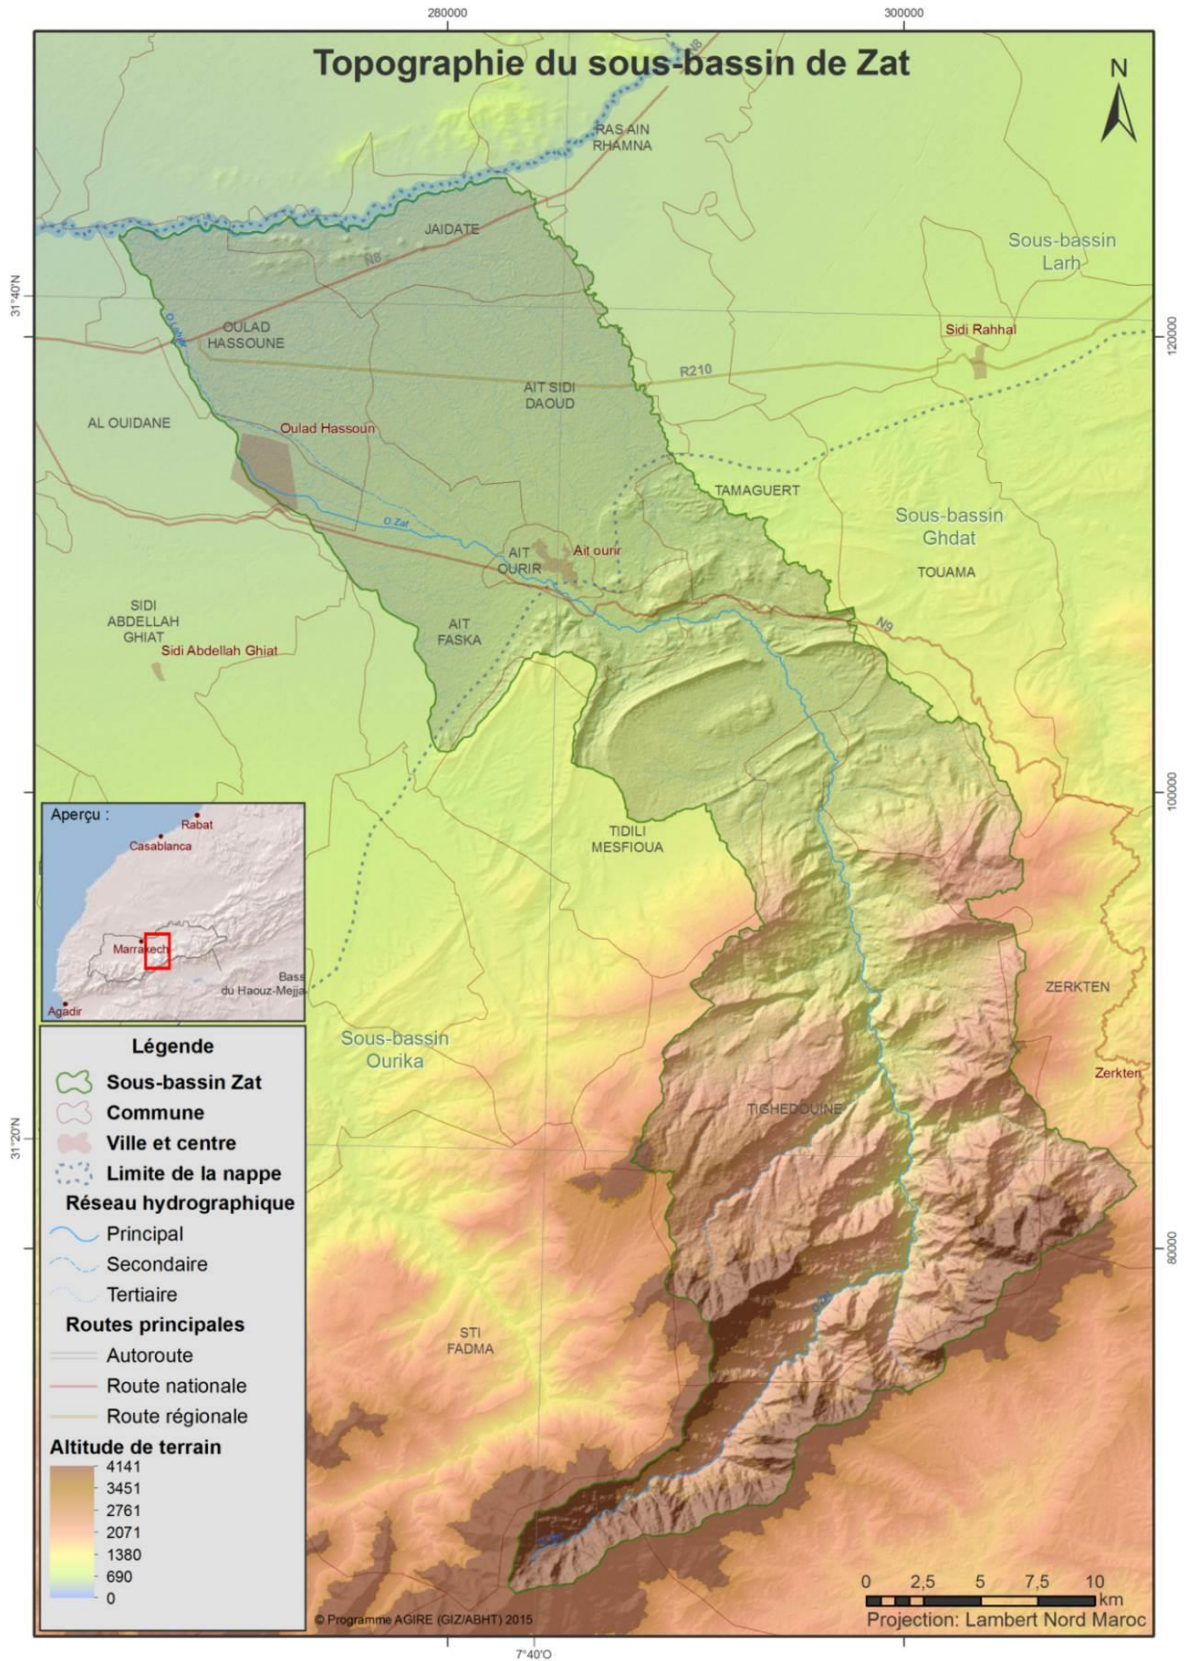 280000
300000
Topographie du sous-bassin de Zat
N8
N
RAS AIN
RHAMNA
JAIDATE
Sous-bassin
Larh
N8
31°40'N
OULAD
HASSOUNE
Sidi Rahhal
120000
R210
AIT SIDI
DAOUD
AL OUIDANE
Oulad Hassoun
TAMAGUERT
Sous-bassin
Ghdat
O.Zat
AIT
OURIR
Ait ourir
TOUAMA
SIDI
ABDELLAH
GHIAT
AIT
FASKA
N9
Sidi Abdellah Ghiat
100000
TIDILI
MESFIOUA
Aperçu :
Rabat
Casablanca
Marrakech
Bass
du Haouz-Mejja
Agadir
ZERKTEN
Sous-bassin
Ourika
Zerkten
TIGHEDOUINE
31°20'N
80000
STI
FADMA
Légende
Sous-bassin Zat
Commune
Ville et centre
Limite de la nappe
Réseau hydrographique
Principal
Secondaire
Tertiaire
Routes principales
Autoroute
Route nationale
Route régionale
Altitude de terrain
4141
3451
2761
2071
1380
690
0
0 2,5 5 7,5 10
km
Projection: Lambert Nord Maroc
© Programme AGIRE (GIZ/ABHT) 2015
7°40'O